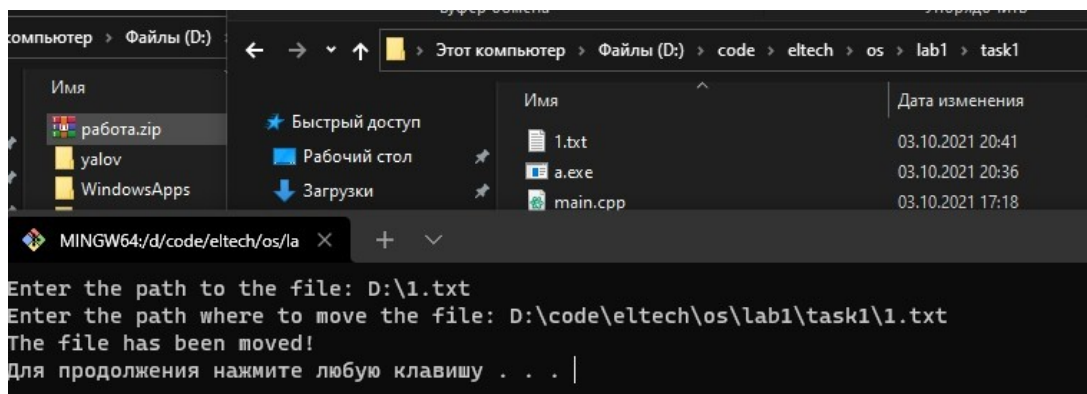 компьютер > Файлы (D:)
Этот компьютер > Файлы (D:) > code > eltech > os > lab1 > task1
Имя
работа.zip
yalov
WindowsApps
Быстрый доступ
Рабочий стол
Загрузки
Имя Дата изменения
1.txt 03.10.2021 20:41
a.exe 03.10.2021 20:36
main.cpp 03.10.2021 17:18
MINGW64:/d/code/eltech/os/la
Enter the path to the file: D:\1.txt
Enter the path where to move the file: D:\code\eltech\os\lab1\task1\1.txt
The file has been moved!
Для продолжения нажмите любую клавишу . . .